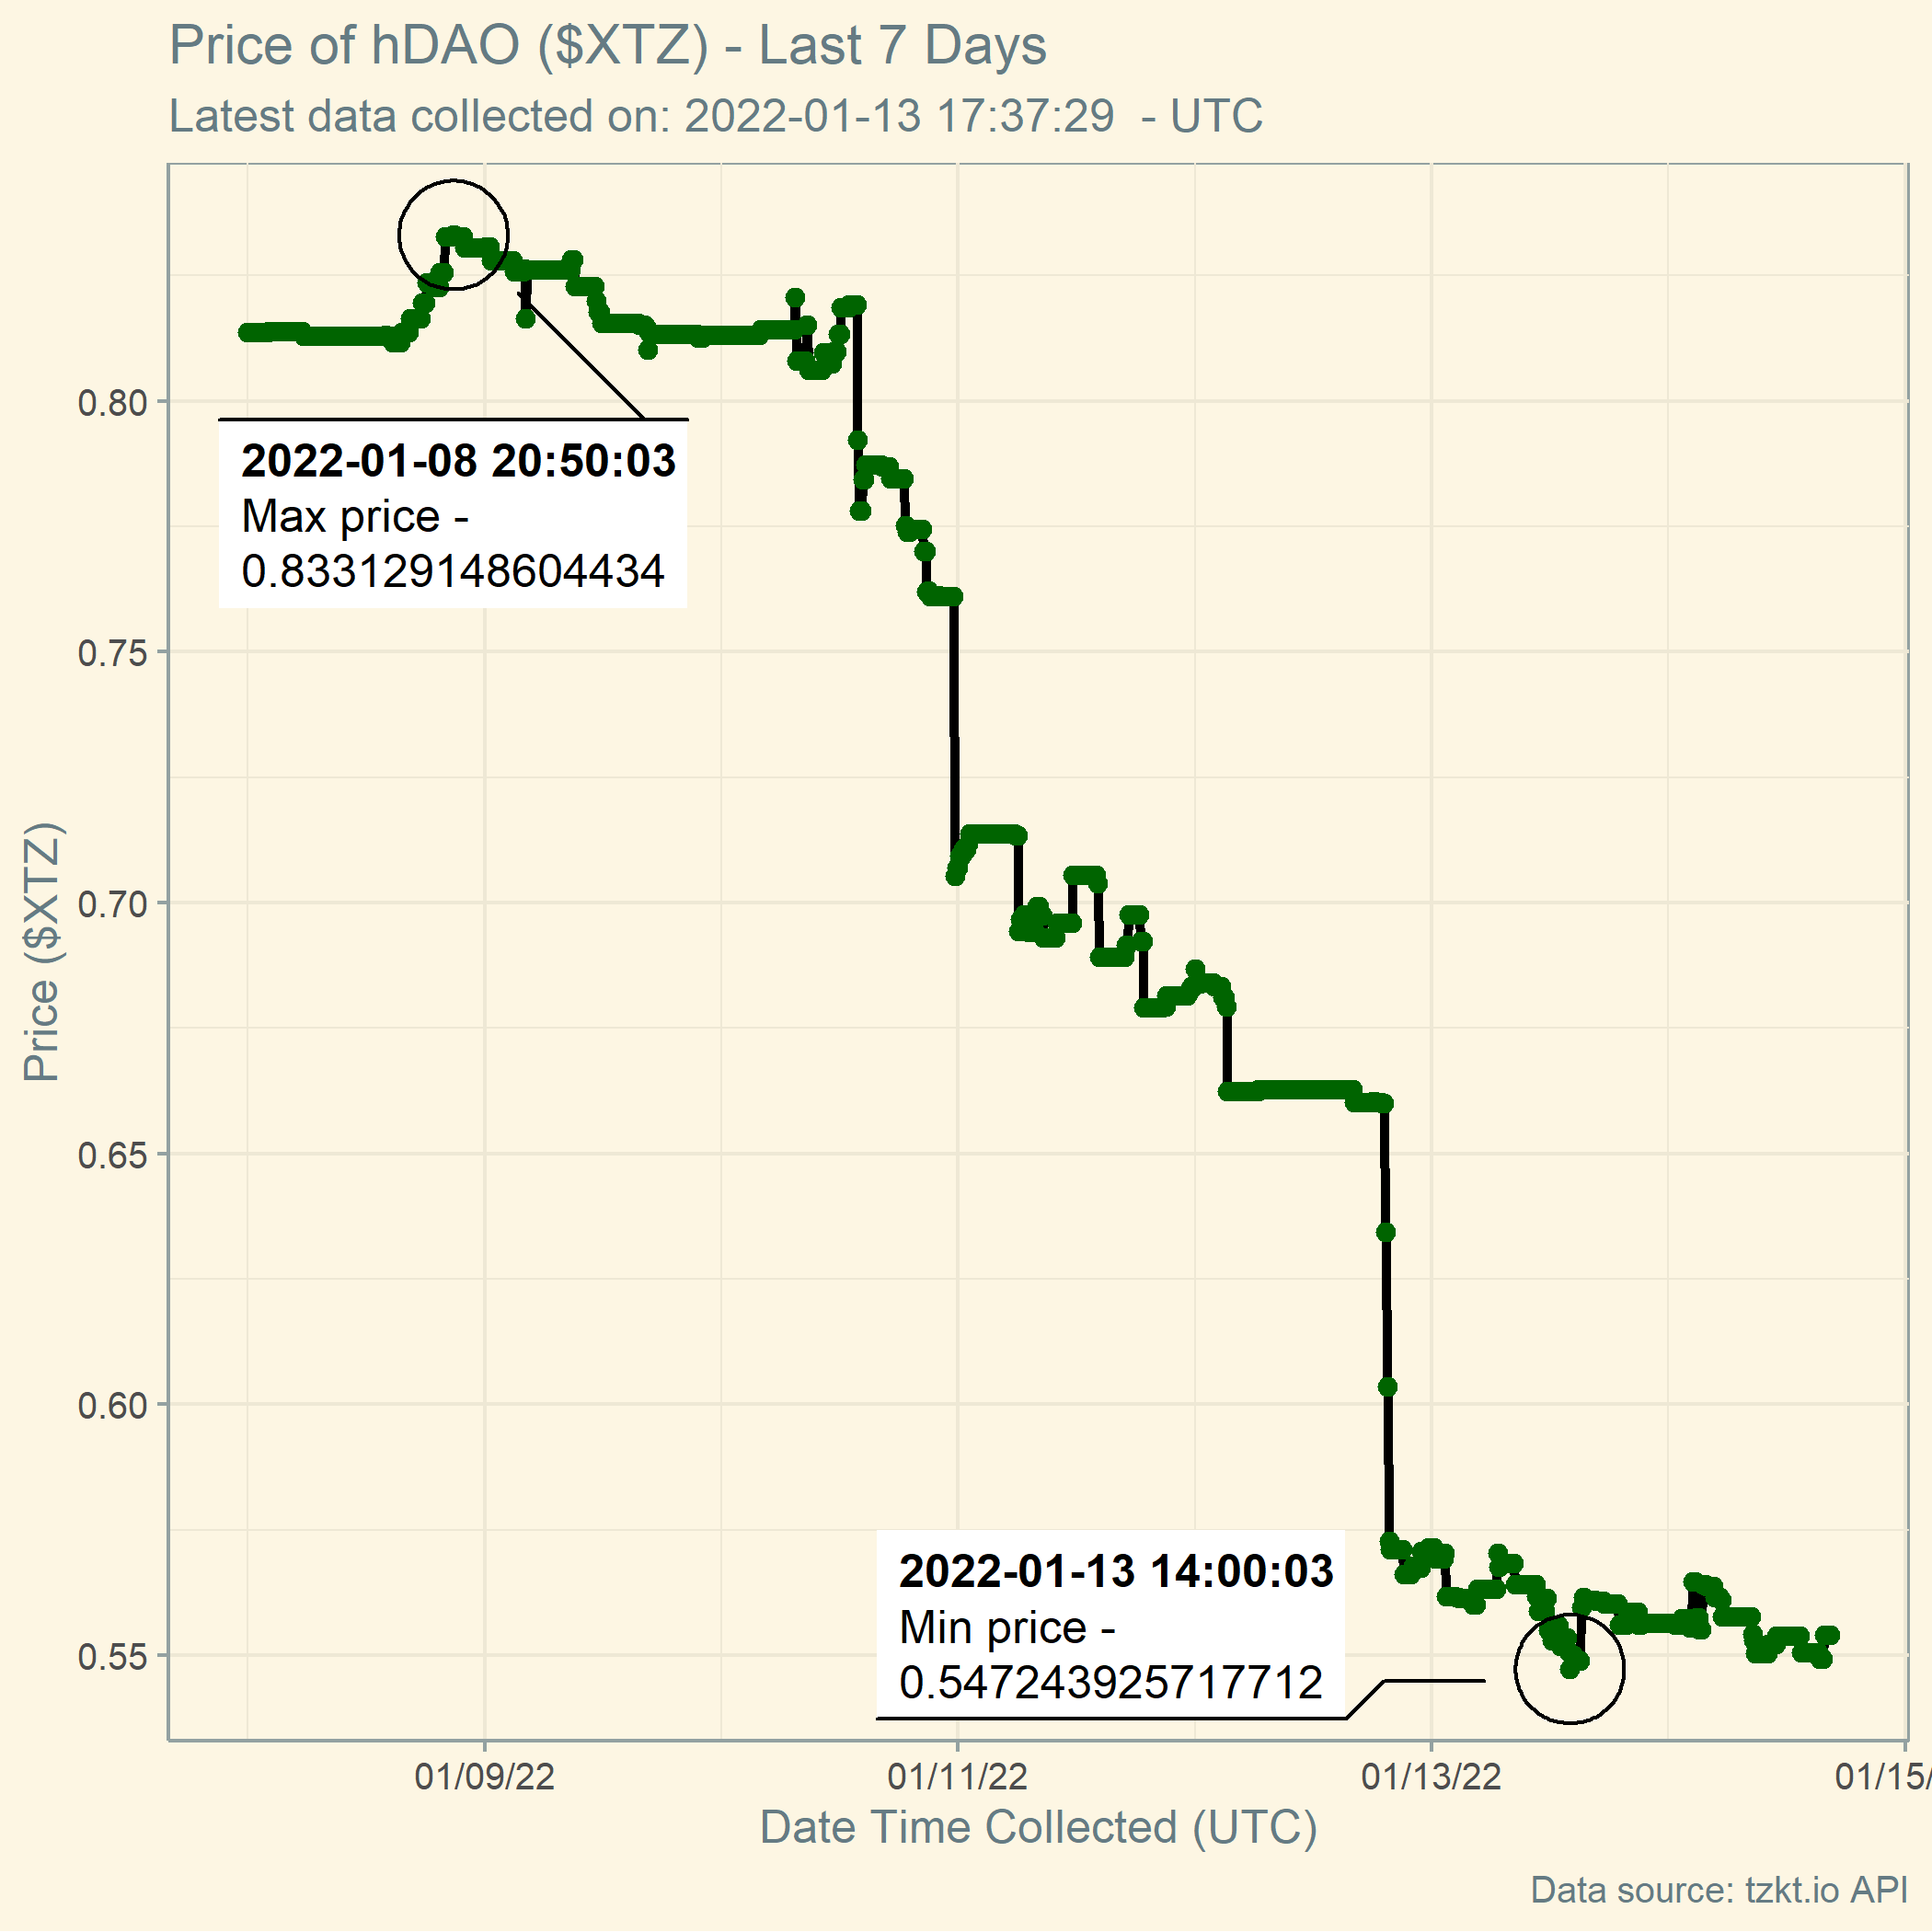 Price of hDAO ($XTZ) - Last 7 Days
Latest data collected on: 2022-01-13 17:37:29  - UTC
Price ($XTZ)
0.80
0.75
0.70
0.65
0.60
0.55
2022-01-08 20:50:03
Max price -
0.833129148604434
2022-01-13 14:00:03
Min price -
0.547243925717712
01/09/22
01/11/22
01/13/22
01/15/
Date Time Collected (UTC)
Data source: tzkt.io API